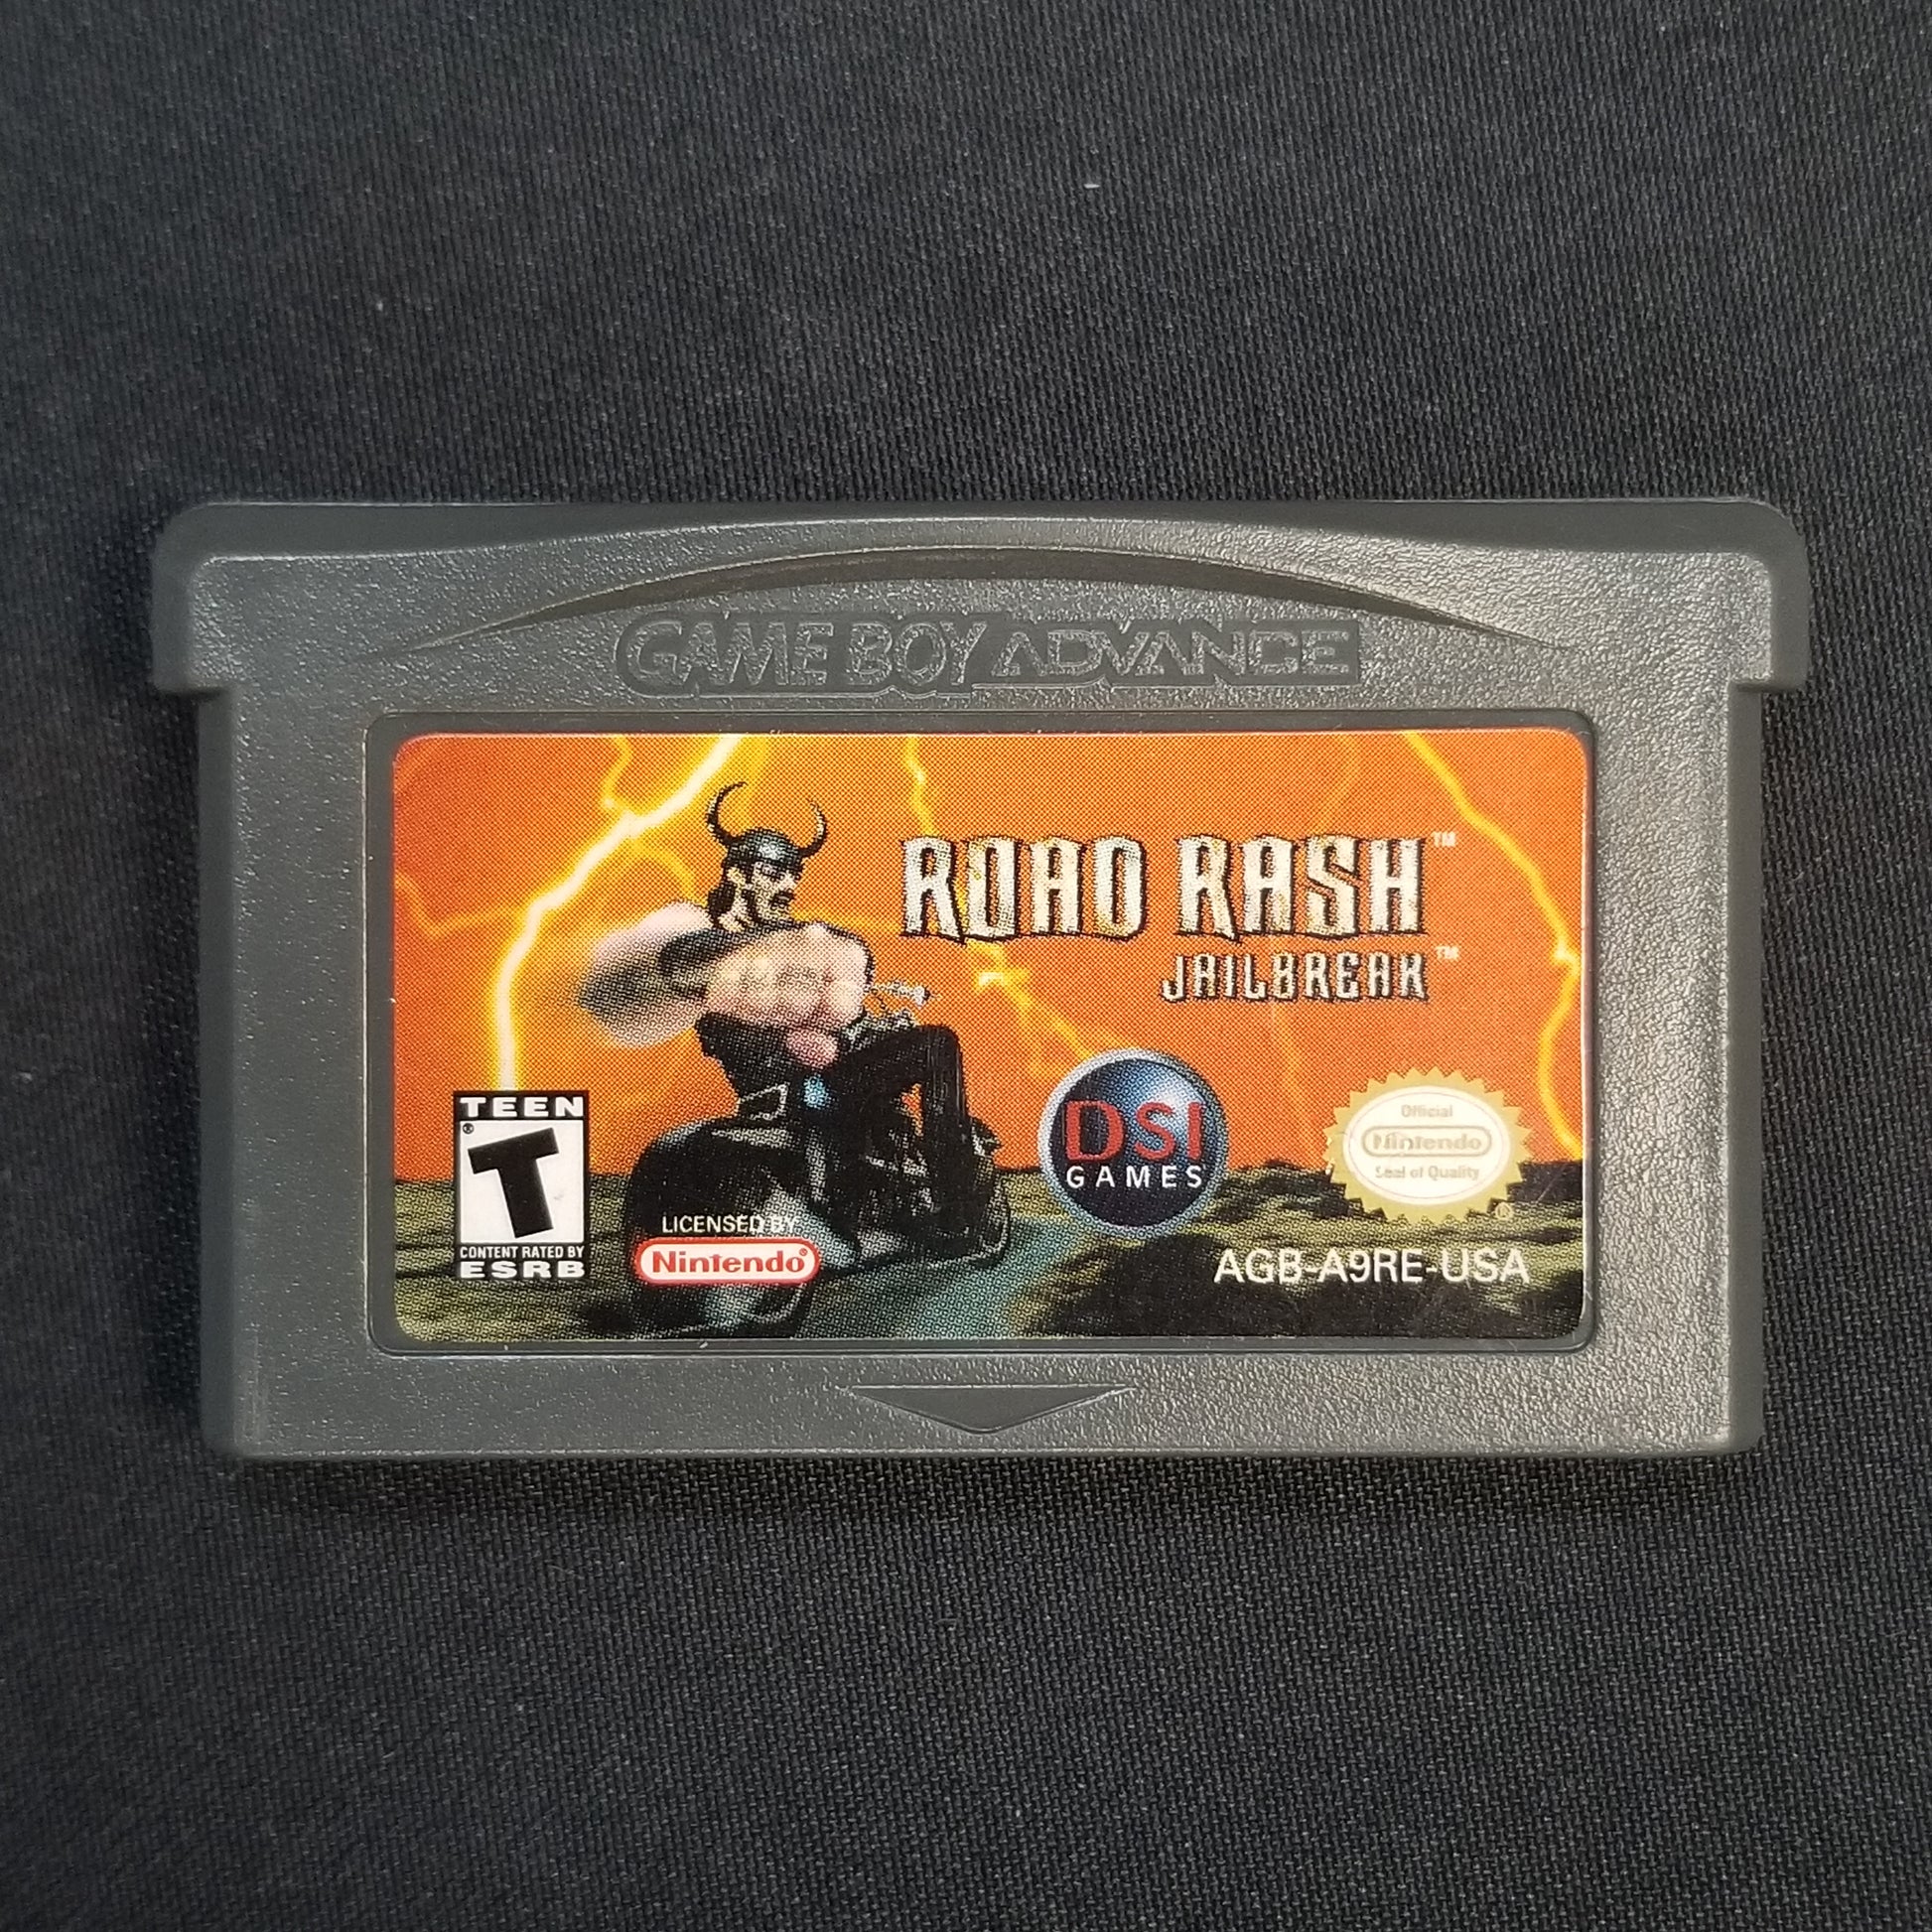 GAME BOY ADVANCE
ROAD RASH™
JAILBREAK™
TEEN
T®
CONTENT RATED BY
ESRB
LICENSED BY
Nintendo®
DSI
GAMES
Official
Nintendo
Seal of Quality
®
AGB-A9RE-USA